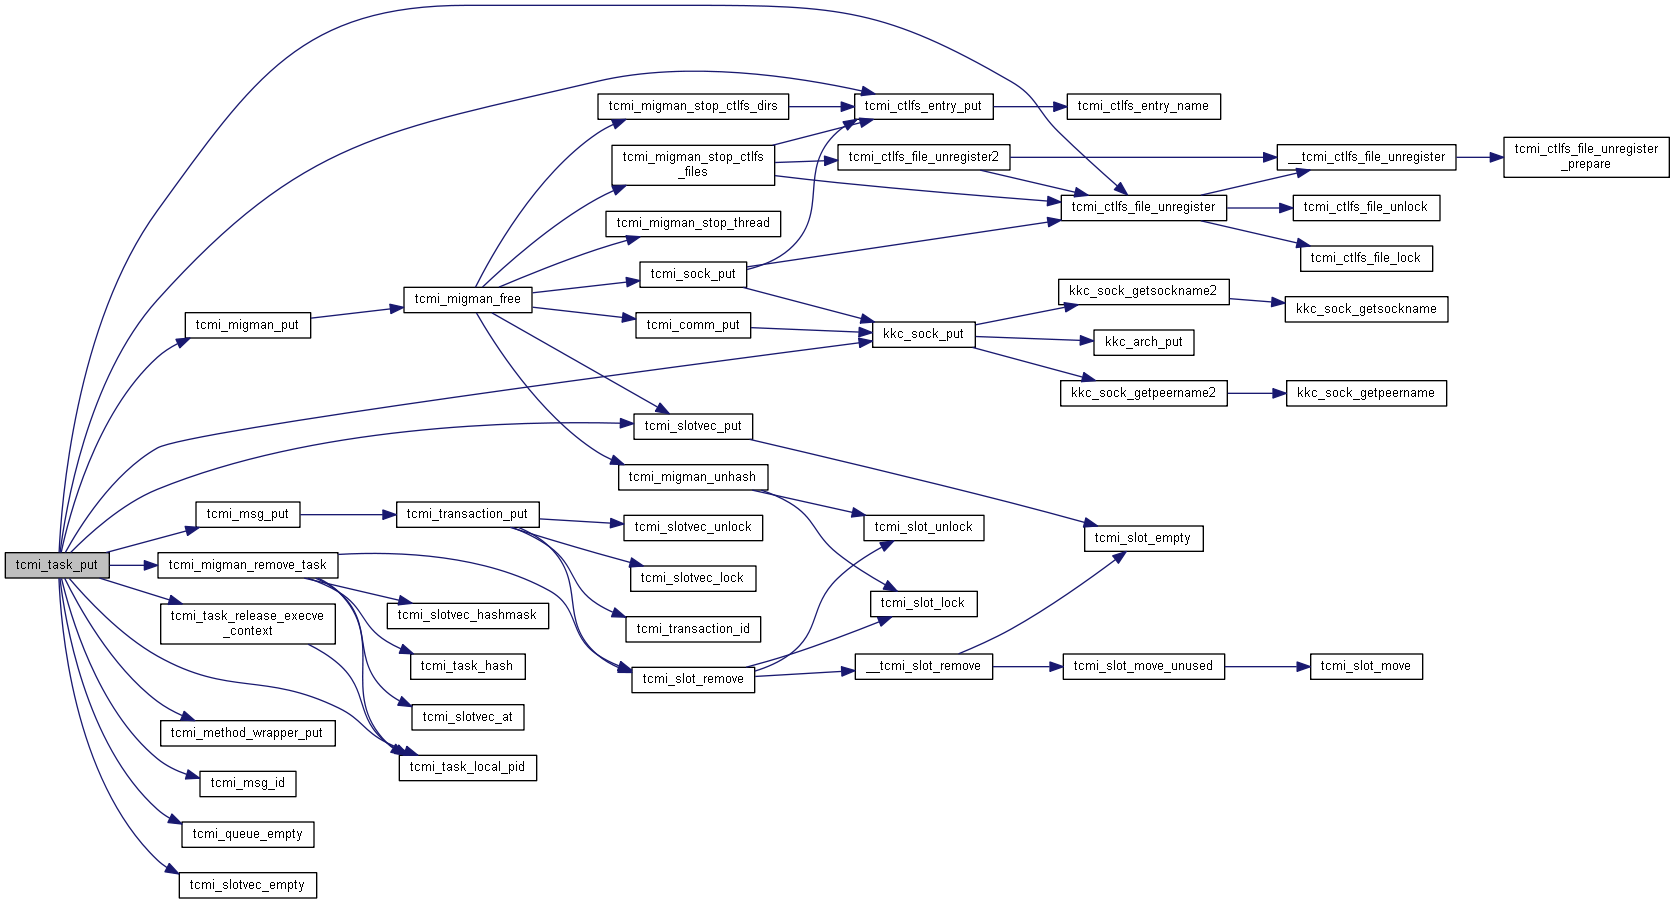 tcmi_migman_stop_ctlfs_dirs
tcmi_ctlfs_entry_put
tcmi_ctlfs_entry_name
tcmi_migman_stop_ctlfs
_files
tcmi_ctlfs_file_unregister2
__tcmi_ctlfs_file_unregister
tcmi_ctlfs_file_unregister
_prepare
tcmi_migman_stop_thread
tcmi_ctlfs_file_unregister
tcmi_ctlfs_file_unlock
tcmi_sock_put
tcmi_ctlfs_file_lock
tcmi_migman_free
kkc_sock_getsockname2
kkc_sock_getsockname
tcmi_migman_put
tcmi_comm_put
kkc_sock_put
kkc_arch_put
kkc_sock_getpeername2
kkc_sock_getpeername
tcmi_slotvec_put
tcmi_migman_unhash
tcmi_msg_put
tcmi_transaction_put
tcmi_slotvec_unlock
tcmi_slot_unlock
tcmi_slot_empty
tcmi_task_put
tcmi_migman_remove_task
tcmi_slotvec_lock
tcmi_slot_lock
tcmi_task_release_execve
_context
tcmi_slotvec_hashmask
tcmi_transaction_id
tcmi_task_hash
tcmi_slot_remove
__tcmi_slot_remove
tcmi_slot_move_unused
tcmi_slot_move
tcmi_slotvec_at
tcmi_method_wrapper_put
tcmi_task_local_pid
tcmi_msg_id
tcmi_queue_empty
tcmi_slotvec_empty